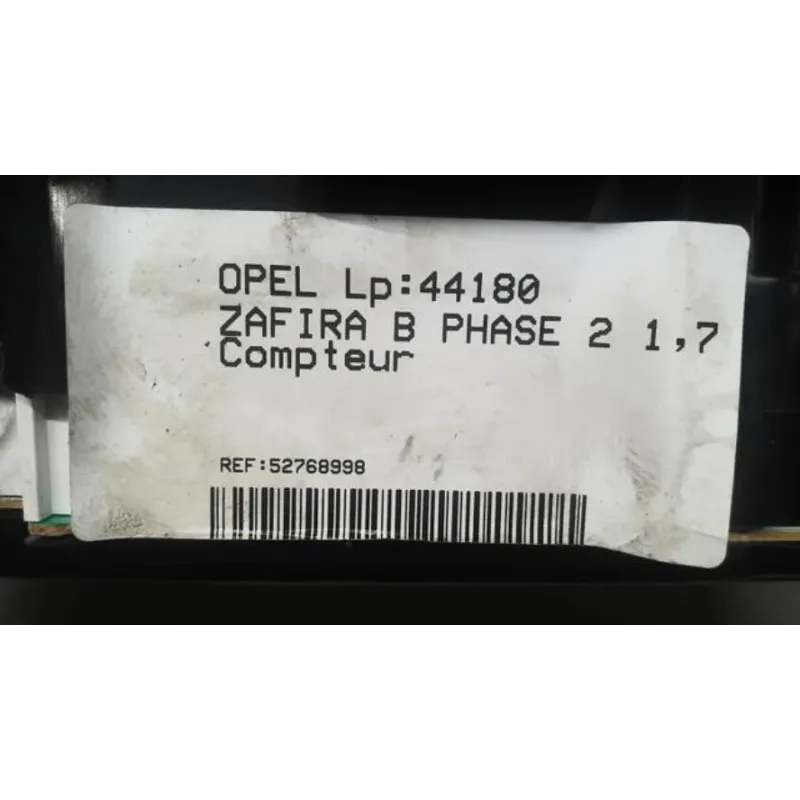 OPEL Lp:44180
ZAFIRA B PHASE 2 1,7
Compteur
REF:52768998